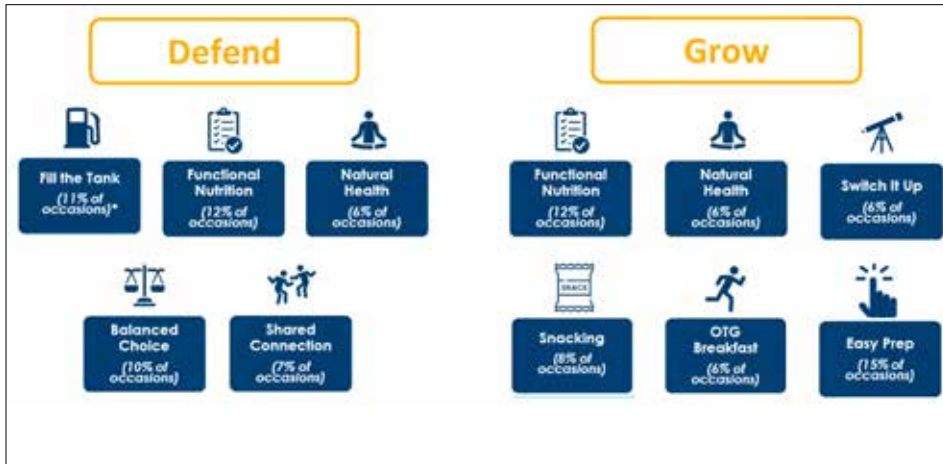 Defend
Grow
Fill the Tank
(11% of
occasions)*
Functional
Nutrition
(12% of
occasions)
Natural
Health
(6% of
occasions)
Functional
Nutrition
(12% of
occasions)
Natural
Health
(6% of
occasions)
Switch It Up
(6% of
occasions)
Balanced
Choice
(10% of
occasions)
Shared
Connection
(7% of
occasions)
SNACK
Snacking
(8% of
occasions)
OTG
Breakfast
(6% of
occasions)
Easy Prep
(15% of
occasions)